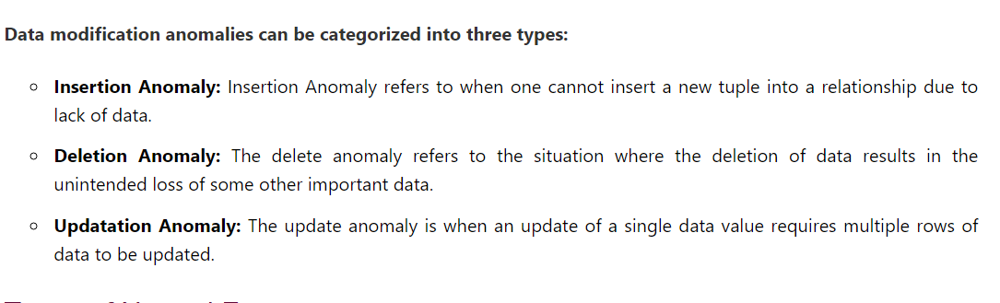 Data modification anomalies can be categorized into three types:
Insertion Anomaly: Insertion Anomaly refers to when one cannot insert a new tuple into a relationship due to
lack of data.
Deletion Anomaly: The delete anomaly refers to the situation where the deletion of data results in the
unintended loss of some other important data.
Updatation Anomaly: The update anomaly is when an update of a single data value requires multiple rows of
data to be updated.